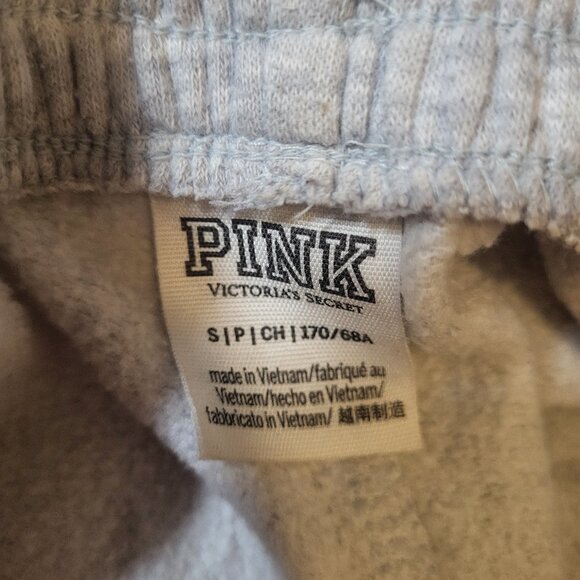 PINK
VICTORIA'S SECRET
S|P|CH|170/68A
made in Vietnam/fabriqué au
Vietnam/hecho en Vietnam/
fabbricato in Vietnam/ 越南制造